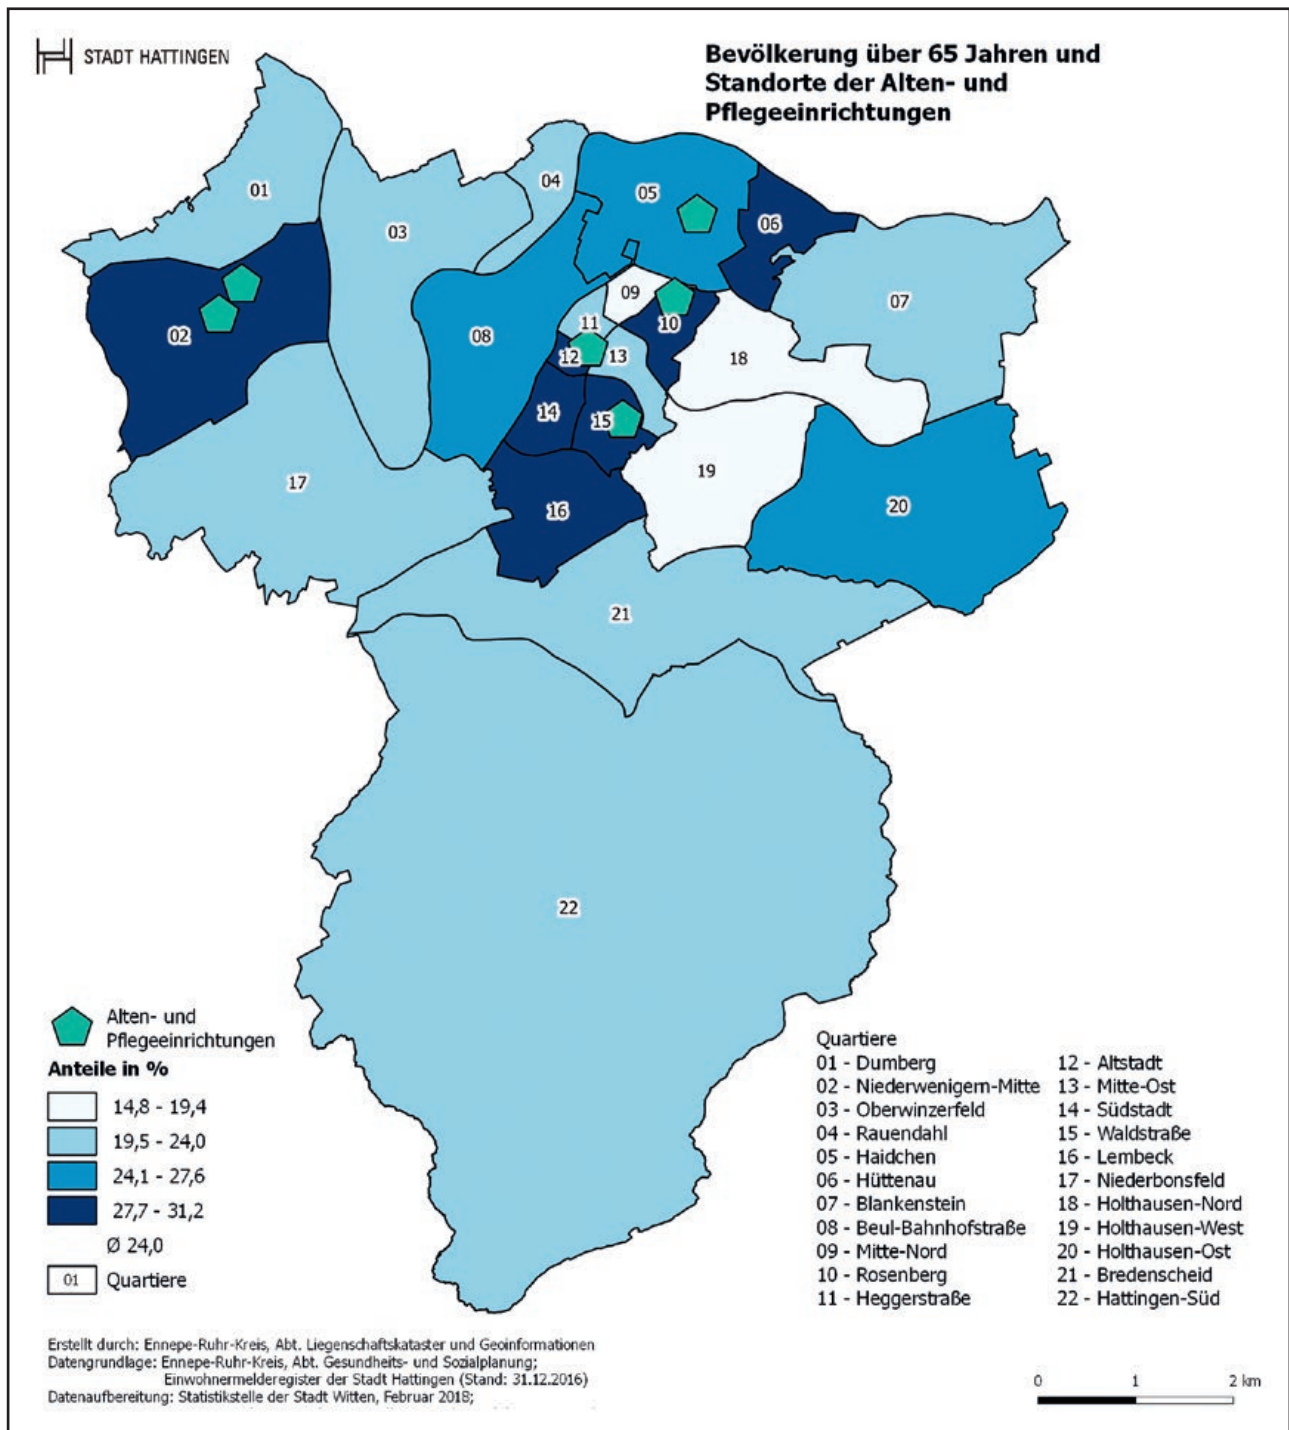 STADT HATTINGEN
Bevölkerung über 65 Jahren und
Standorte der Alten- und
Pflegeeinrichtungen
01
02
03
04
05
06
07
08
09
10
11
12
13
14
15
16
17
18
19
20
21
22
Alten- und
Pflegeeinrichtungen
Anteile in %
14,8 - 19,4
19,5 - 24,0
24,1 - 27,6
27,7 - 31,2
Ø 24,0
01 Quartiere
Quartiere
01 - Dumberg
02 - Niederwenigern-Mitte
03 - Oberwinzerfeld
04 - Rauendahl
05 - Haidchen
06 - Hüttenau
07 - Blankenstein
08 - Beul-Bahnhofstraße
09 - Mitte-Nord
10 - Rosenberg
11 - Heggerstraße
12 - Altstadt
13 - Mitte-Ost
14 - Südstadt
15 - Waldstraße
16 - Lembeck
17 - Niederbonsfeld
18 - Holthausen-Nord
19 - Holthausen-West
20 - Holthausen-Ost
21 - Bredenscheid
22 - Hattingen-Süd
Erstellt durch: Ennepe-Ruhr-Kreis, Abt. Liegenschaftskataster und Geoinformationen
Datengrundlage: Ennepe-Ruhr-Kreis, Abt. Gesundheits- und Sozialplanung;
Einwohnermelderegister der Stadt Hattingen (Stand: 31.12.2016)
Datenaufbereitung: Statistikstelle der Stadt Witten, Februar 2018;
0 1 2 km